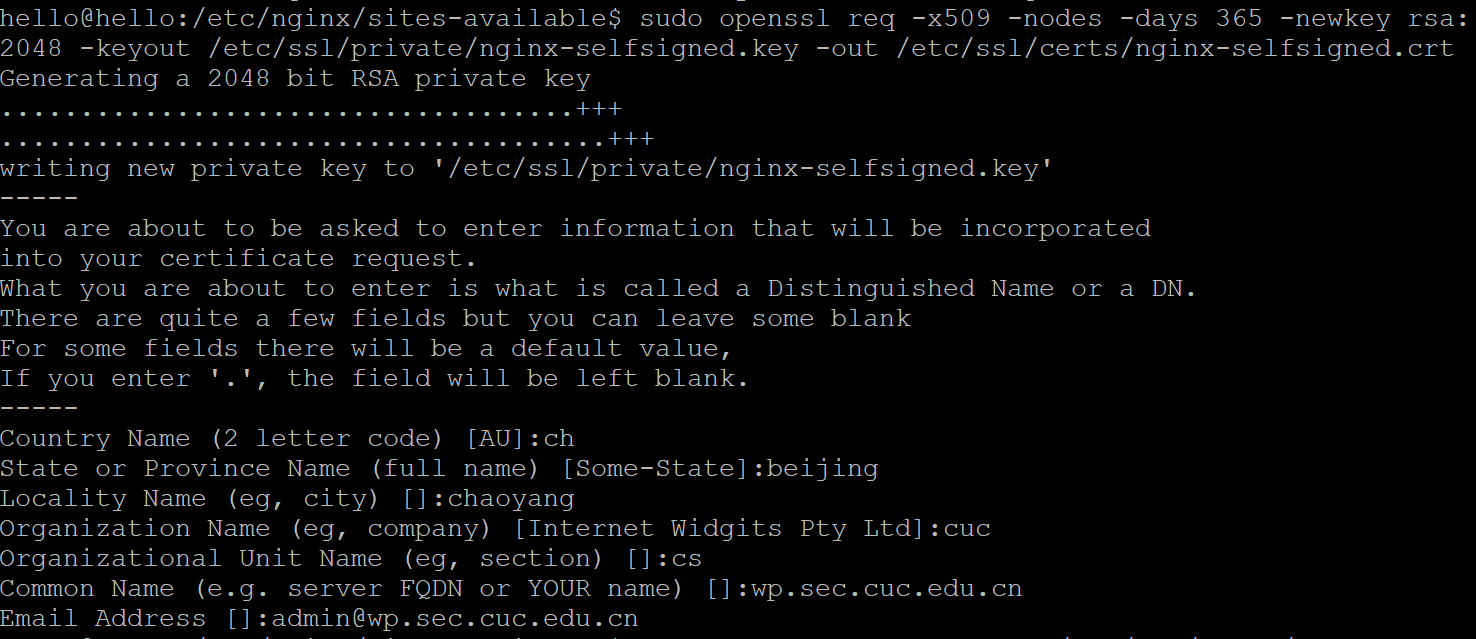 hello@hello:/etc/nginx/sites-available$ sudo openssl req -x509 -nodes -days 365 -newkey rsa:
2048 -keyout /etc/ssl/private/nginx-selfsigned.key -out /etc/ssl/certs/nginx-selfsigned.crt
Generating a 2048 bit RSA private key
....................................+++
......................................+++
writing new private key to '/etc/ssl/private/nginx-selfsigned.key'
-----
You are about to be asked to enter information that will be incorporated
into your certificate request.
What you are about to enter is what is called a Distinguished Name or a DN.
There are quite a few fields but you can leave some blank
For some fields there will be a default value,
If you enter '.', the field will be left blank.
-----
Country Name (2 letter code) [AU]:ch
State or Province Name (full name) [Some-State]:beijing
Locality Name (eg, city) []:chaoyang
Organization Name (eg, company) [Internet Widgits Pty Ltd]:cuc
Organizational Unit Name (eg, section) []:cs
Common Name (e.g. server FQDN or YOUR name) []:wp.sec.cuc.edu.cn
Email Address []:admin@wp.sec.cuc.edu.cn